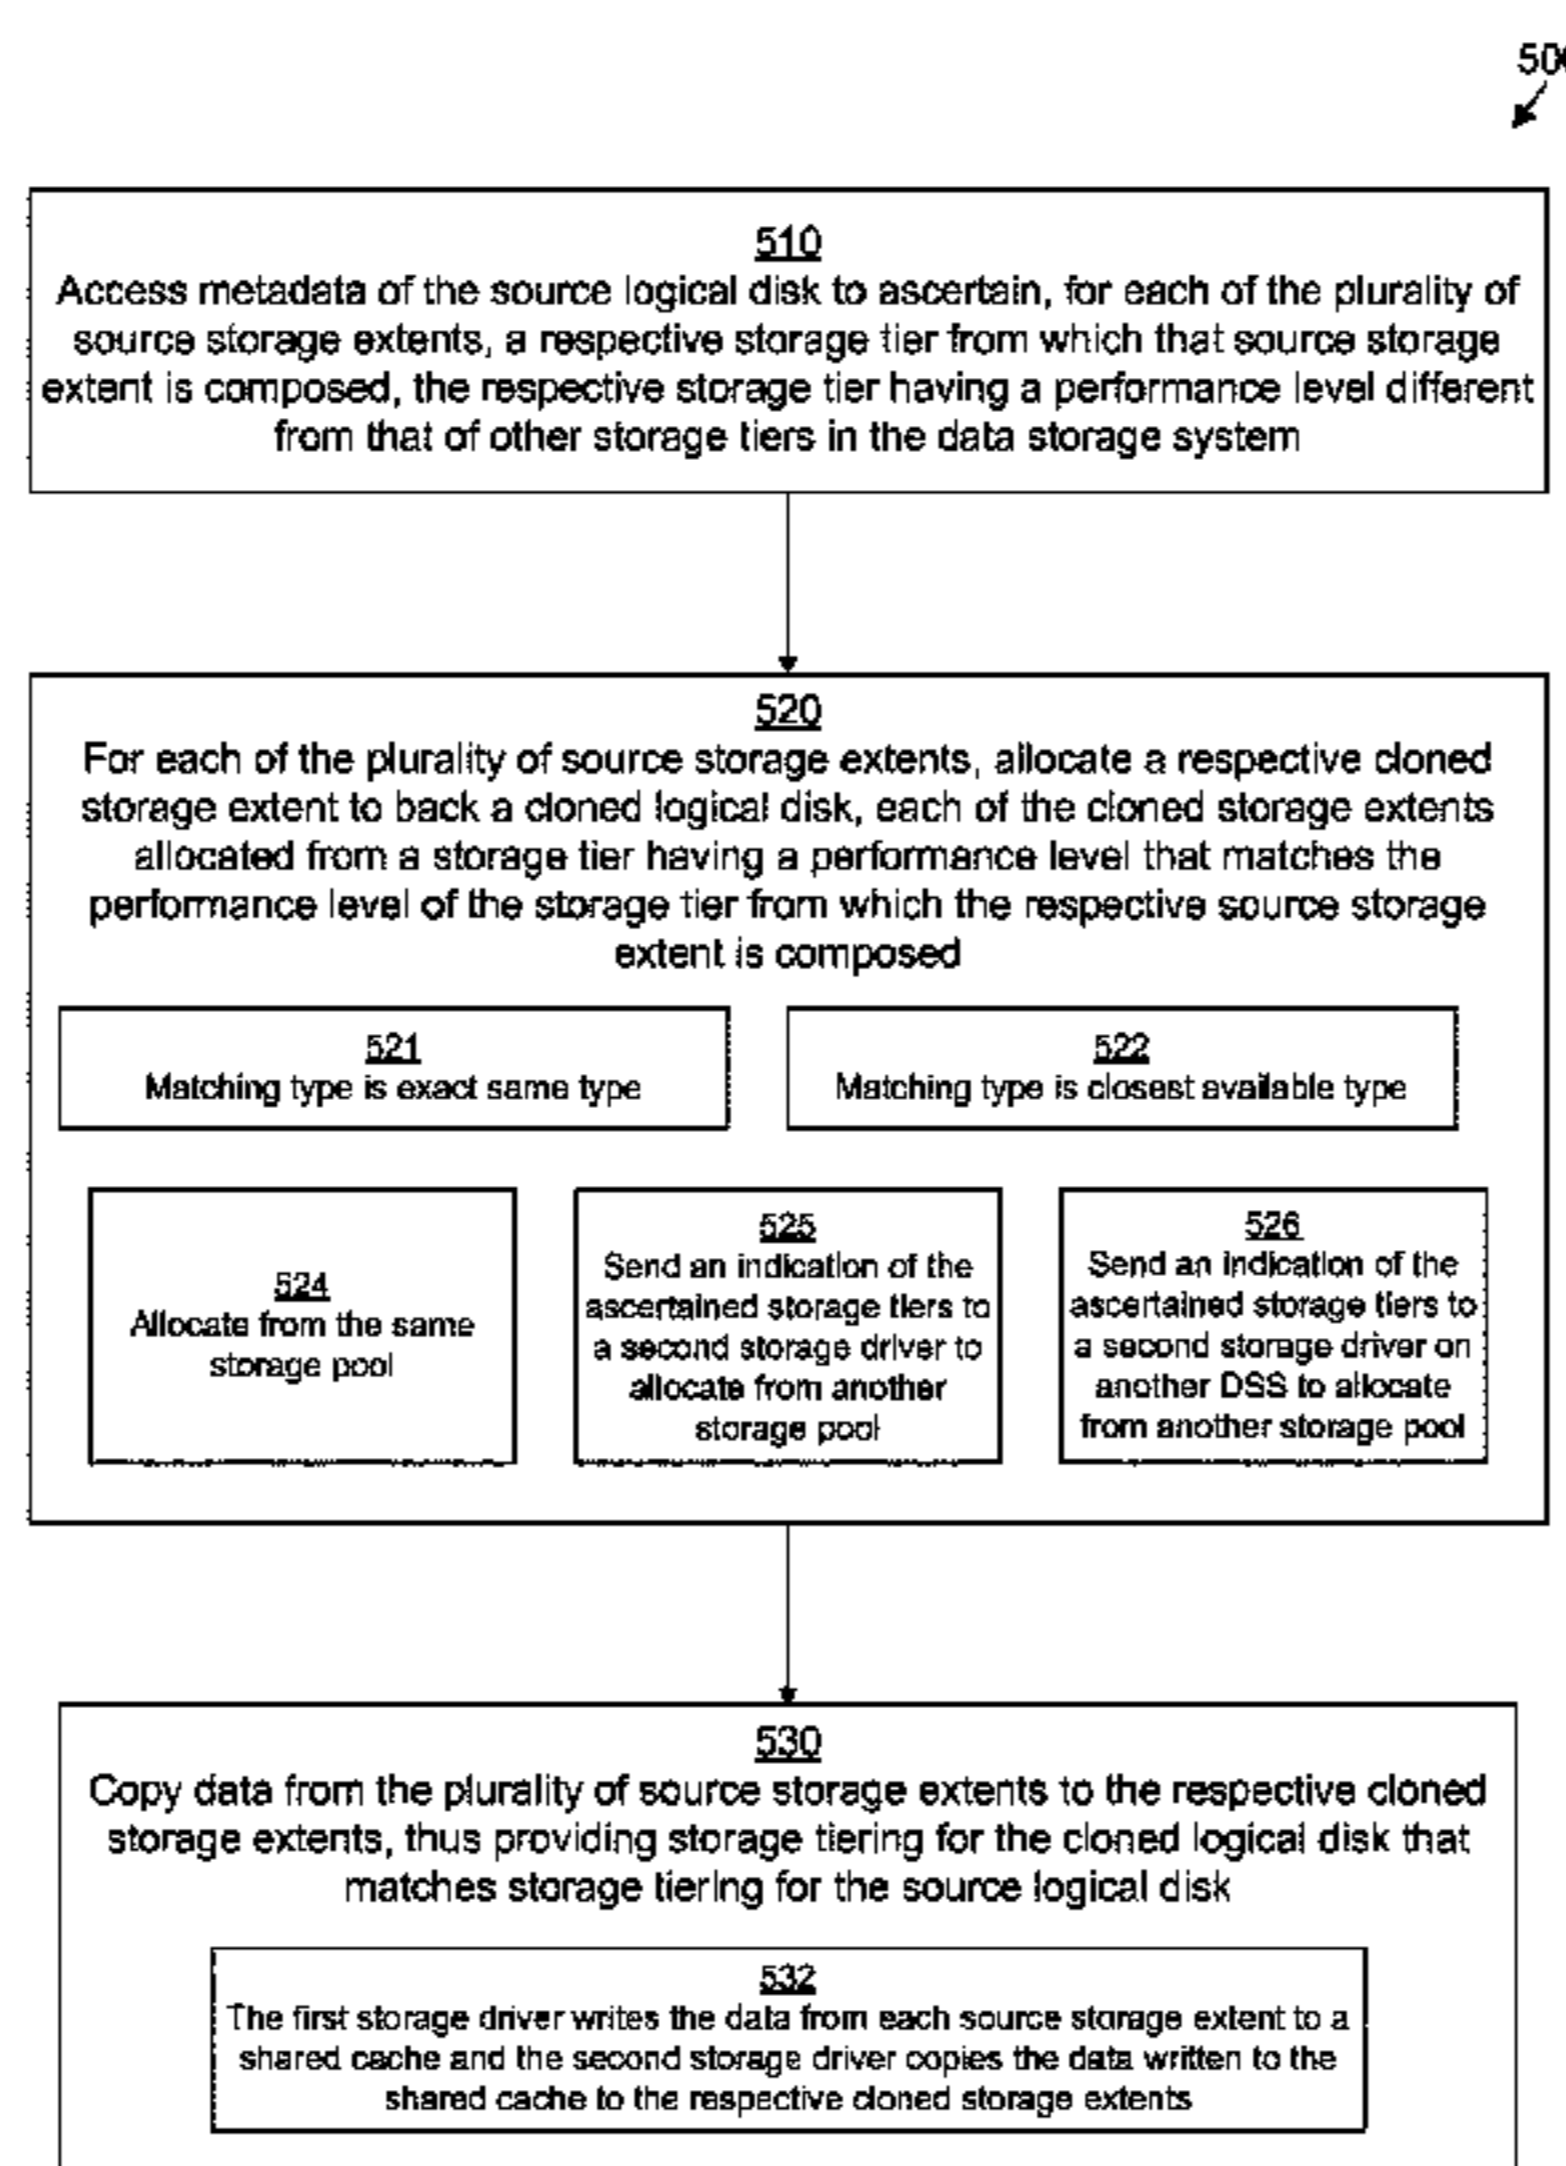 510
Access metadata of the source logical disk to ascertain, for each of the plurality of
source storage extents, a respective storage tier from which that source storage
extent is composed, the respective storage tier having a performance level different
from that of other storage tiers in the data storage system
520
For each of the plurality of source storage extents, allocate a respective cloned
storage extent to back a cloned logical disk, each of the cloned storage extents
allocated from a storage tier having a performance level that matches the
performance level of the storage tier from which the respective source storage
extent is composed
521
Matching type is exact same type
522
Matching type is closest available type
524
Allocate from the same
storage pool
525
Send an indication of the
ascertained storage tiers to
a second storage driver to
allocate from another
storage pool
526
Send an indication of the
ascertained storage tiers to
a second storage driver on
another DSS to allocate
from another storage pool
530
Copy data from the plurality of source storage extents to the respective cloned
storage extents, thus providing storage tiering for the cloned logical disk that
matches storage tiering for the source logical disk
532
The first storage driver writes the data from each source storage extent to a
shared cache and the second storage driver copies the data written to the
shared cache to the respective cloned storage extents